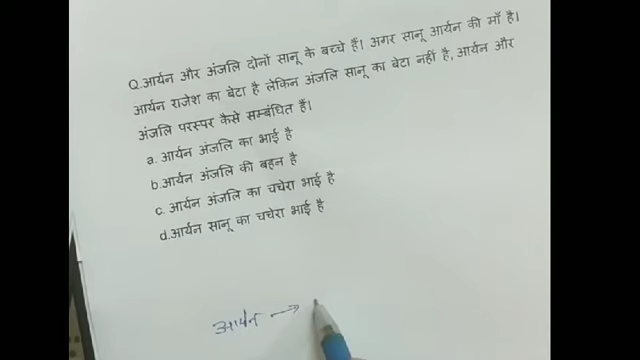 Q.आर्यन और अंजलि दोनों सानू के बच्चे हैं। अगर सानू आर्यन की माँ है।
आर्यन राजेश का बेटा है लेकिन अंजलि सानू का बेटा नहीं है, आर्यन और
अंजलि परस्पर कैसे सम्बंधित हैं।
a. आर्यन अंजलि का भाई है
b.आर्यन अंजलि की बहन है
c. आर्यन अंजलि का चचेरा भाई है
d.आर्यन सानू का चचेरा भाई है
आर्यन →